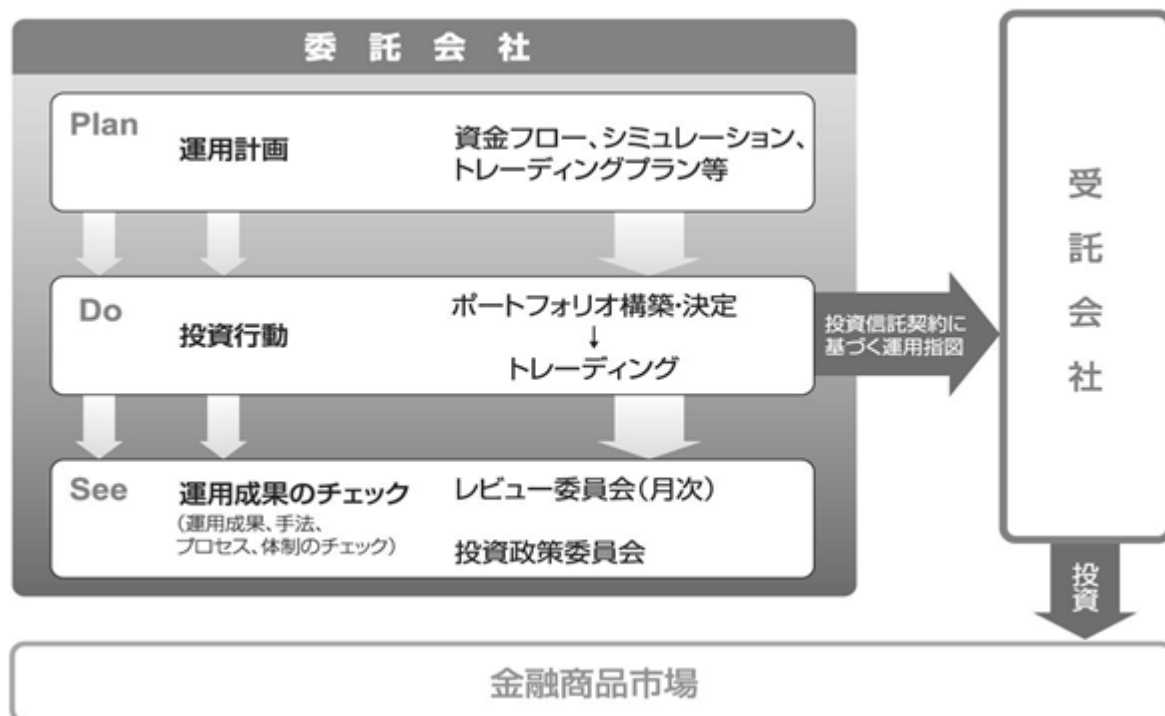 委託会社
Plan
運用計画
資金フロー、シミュレーション、
トレーディングプラン等
Do
投資行動
ポートフォリオ構築・決定
↓
トレーディング
投資信託契約に
基づく運用指図
See
運用成果のチェック
(運用成果、手法、
プロセス、体制のチェック)
レビュー委員会(月次)
投資政策委員会
受託会社
投資
金融商品市場